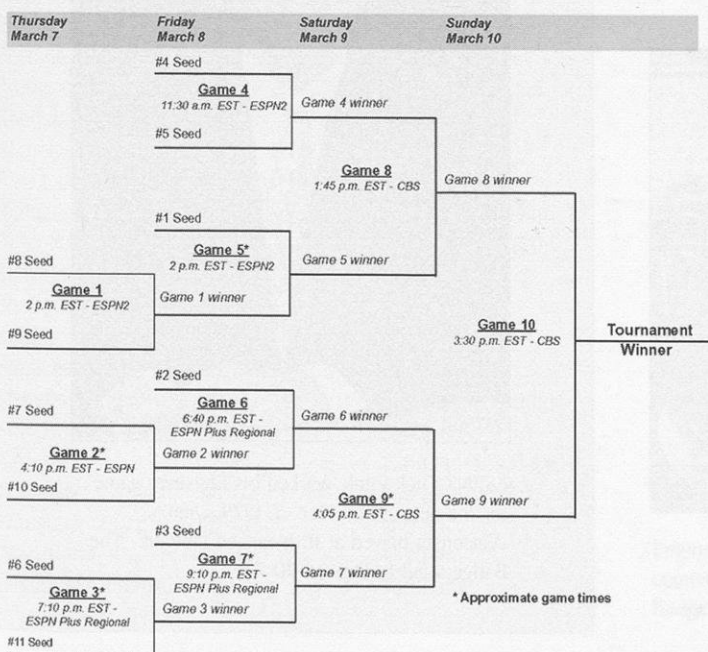 Thursday
March 7
Friday
March 8
Saturday
March 9
Sunday
March 10
#4 Seed
Game 4
11:30 a.m. EST - ESPN2
#5 Seed
Game 4 winner
Game 8
1:45 p.m. EST - CBS
Game 8 winner
#1 Seed
Game 5*
2 p.m. EST - ESPN2
Game 5 winner
#8 Seed
Game 1
2 p.m. EST - ESPN2
#9 Seed
Game 1 winner
Game 10
3:30 p.m. EST - CBS
Tournament
Winner
#2 Seed
Game 6
6:40 p.m. EST -
ESPN Plus Regional
Game 6 winner
#7 Seed
Game 2*
4:10 p.m. EST - ESPN
#10 Seed
Game 2 winner
Game 9*
4:05 p.m. EST - CBS
Game 9 winner
#3 Seed
Game 7*
9:10 p.m. EST -
ESPN Plus Regional
Game 7 winner
#6 Seed
Game 3*
7:10 p.m. EST -
ESPN Plus Regional
#11 Seed
Game 3 winner
* Approximate game times